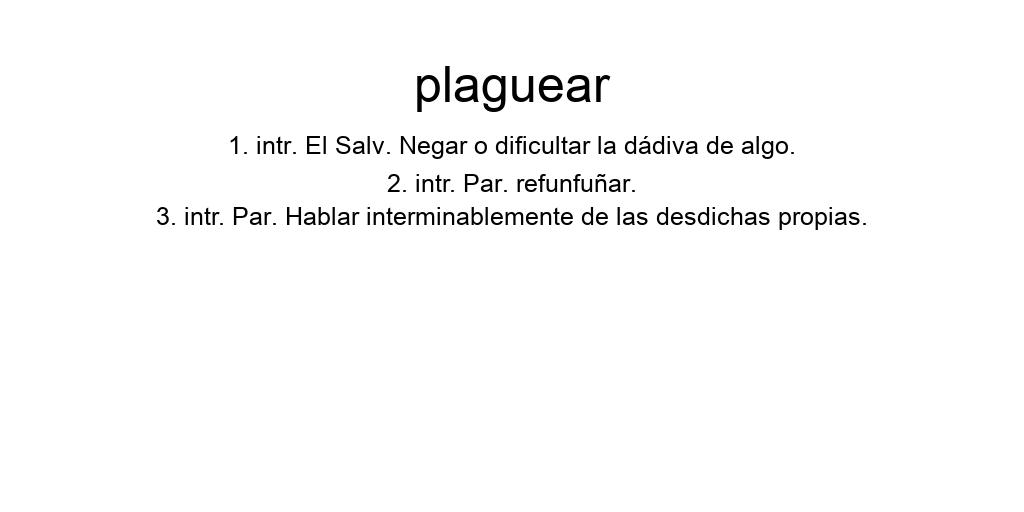 plaguear
1. intr. El Salv. Negar o dificultar la dádiva de algo.
2. intr. Par. refunfuñar.
3. intr. Par. Hablar interminablemente de las desdichas propias.